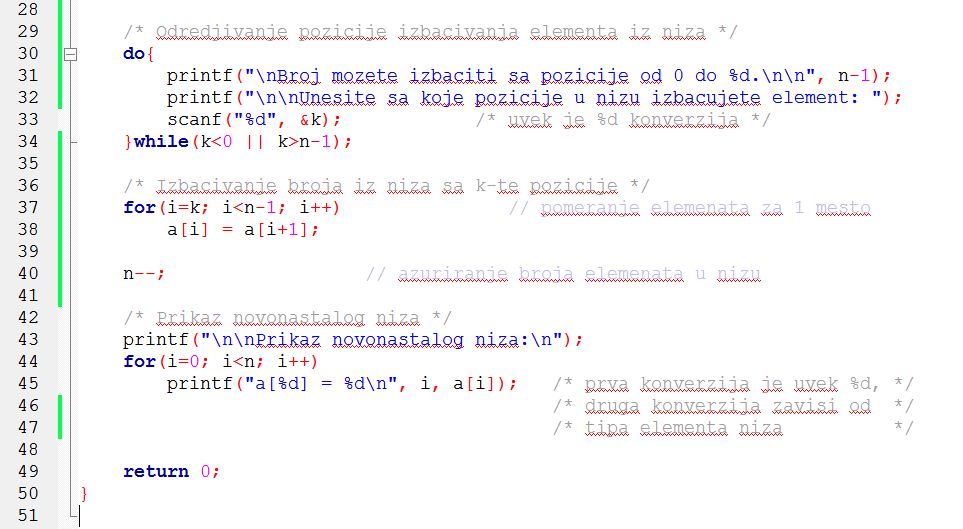 28
29 /* Odredjivanje pozicije izbacivanja elementa iz niza */
30 do{
31 printf("\nBroj mozete izbaciti sa pozicije od 0 do %d.\n\n", n-1);
32 printf("\n\nUnesite sa koje pozicije u nizu izbacujete element: ");
33 scanf("%d", &k); /* uvek je %d konverzija */
34 }while(k<0 || k>n-1);
35
36 /* Izbacivanje broja iz niza sa k-te pozicije */
37 for(i=k; i<n-1; i++) // pomeranje elemenata za 1 mesto
38 a[i] = a[i+1];
39
40 n--; // azuriranje broja elemenata u nizu
41
42 /* Prikaz novonastalog niza */
43 printf("\n\nPrikaz novonastalog niza:\n");
44 for(i=0; i<n; i++)
45 printf("a[%d] = %d\n", i, a[i]); /* prva konverzija je uvek %d, */
46 /* druga konverzija zavisi od */
47 /* tipa elementa niza */
48
49 return 0;
50 }
51